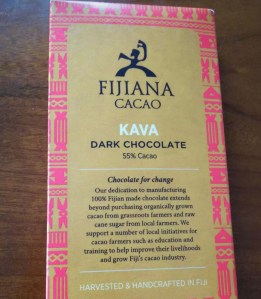 FIJIANA
CACAO
KAVA
DARK CHOCOLATE
55% Cacao
Chocolate for change
Our dedication to manufacturing
100% Fijian made chocolate extends
beyond purchasing organically grown
cacao from grassroots farmers and raw
cane sugar from local farmers. We
support a number of local initiatives for
cacao farmers such as education and
training to help improve their livelihoods
and grow Fiji's cacao industry.
HARVESTED & HANDCRAFTED IN FIJI